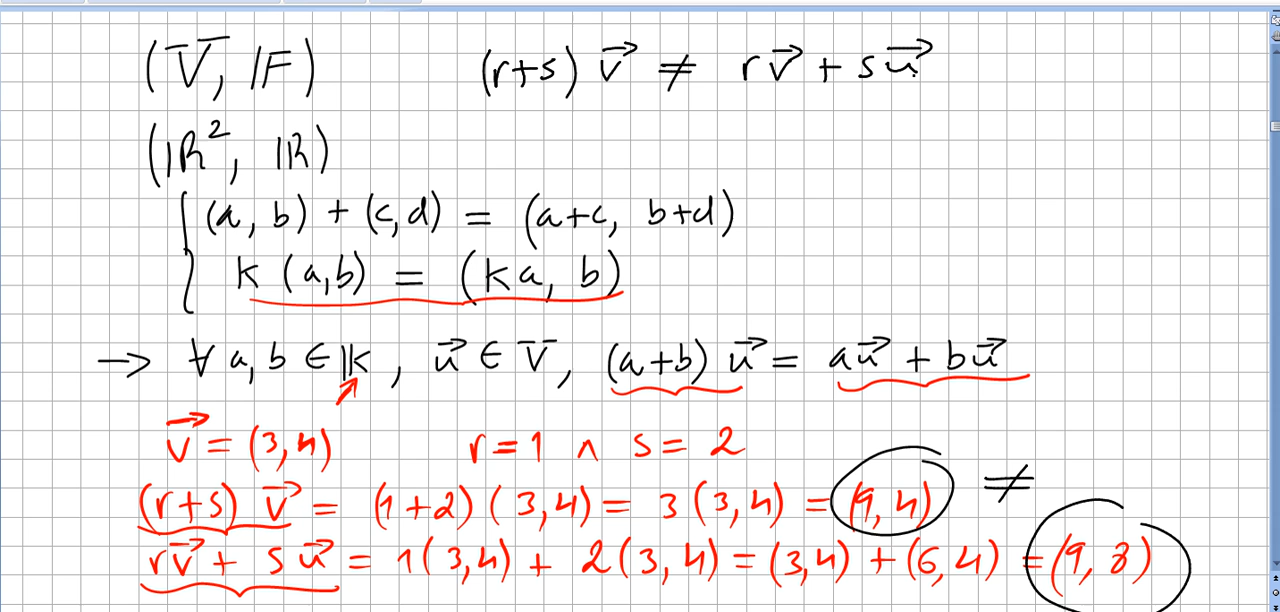 (V, F) (r+s) v⃗ ≠ rv⃗ + su⃗
(ℝ², ℝ)
(a, b) + (c, d) = (a+c, b+d)
k (a,b) = (ka, b)
→ ∀ a, b ∈ 𝕂, u⃗ ∈ V, (a+b) u⃗ = au⃗ + bu⃗
v⃗ = (3,4) r=1 ∧ s=2
(r+s) v⃗ = (1+2)(3,4) = 3(3,4) = (9,4) ≠
rv⃗ + su⃗ = 1(3,4) + 2(3,4) = (3,4) + (6,4) = (9,8)